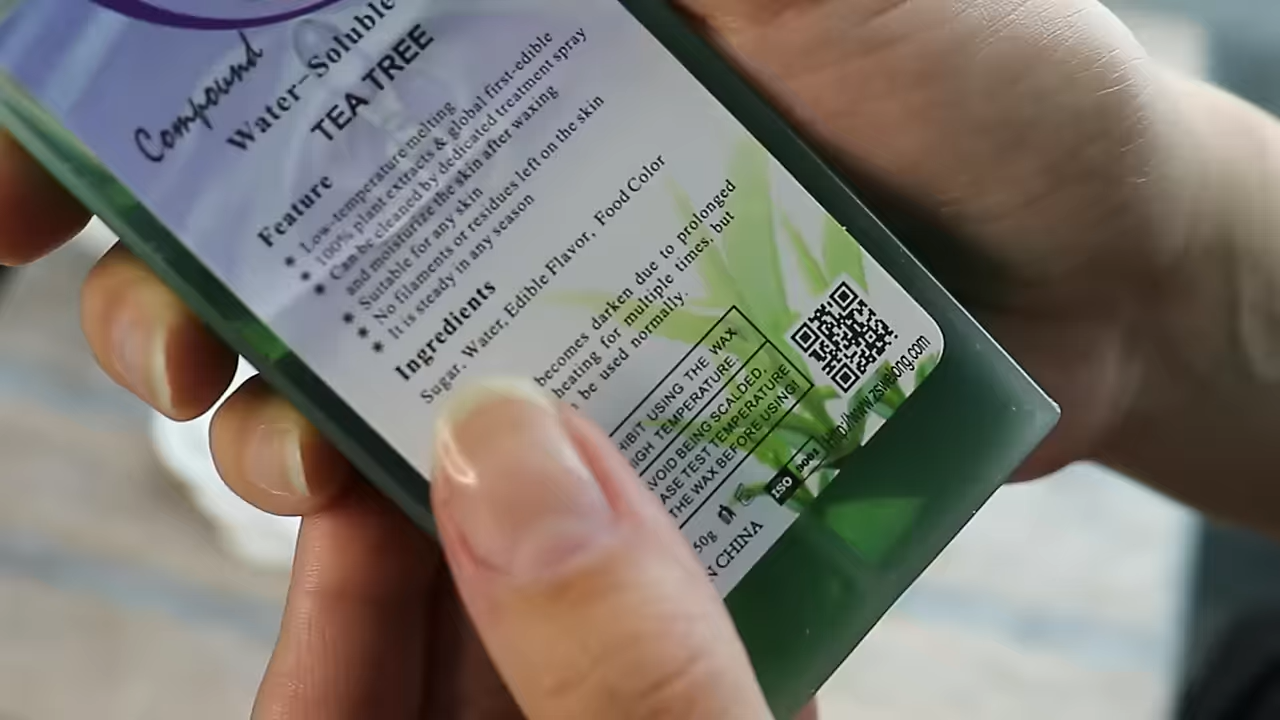 Compound
Water-Soluble
TEA TREE
Feature
Low-temperature melting
100% plant extracts & global first-edible
Can be cleaned by dedicated treatment spray
and moisturize the skin after waxing
Suitable for any skin
No filaments or residues left on the skin
It is steady in any season
Ingredients
Sugar, Water, Edible Flavor, Food Color
becomes darken due to prolonged
heating for multiple times, but
be used normally.
HIBIT USING THE WAX
HIGH TEMPERATURE.
VOID BEING SCALDED.
ASE TEST TEMPERATURE
THE WAX BEFORE USING!
50g
ISO 9001
N CHINA